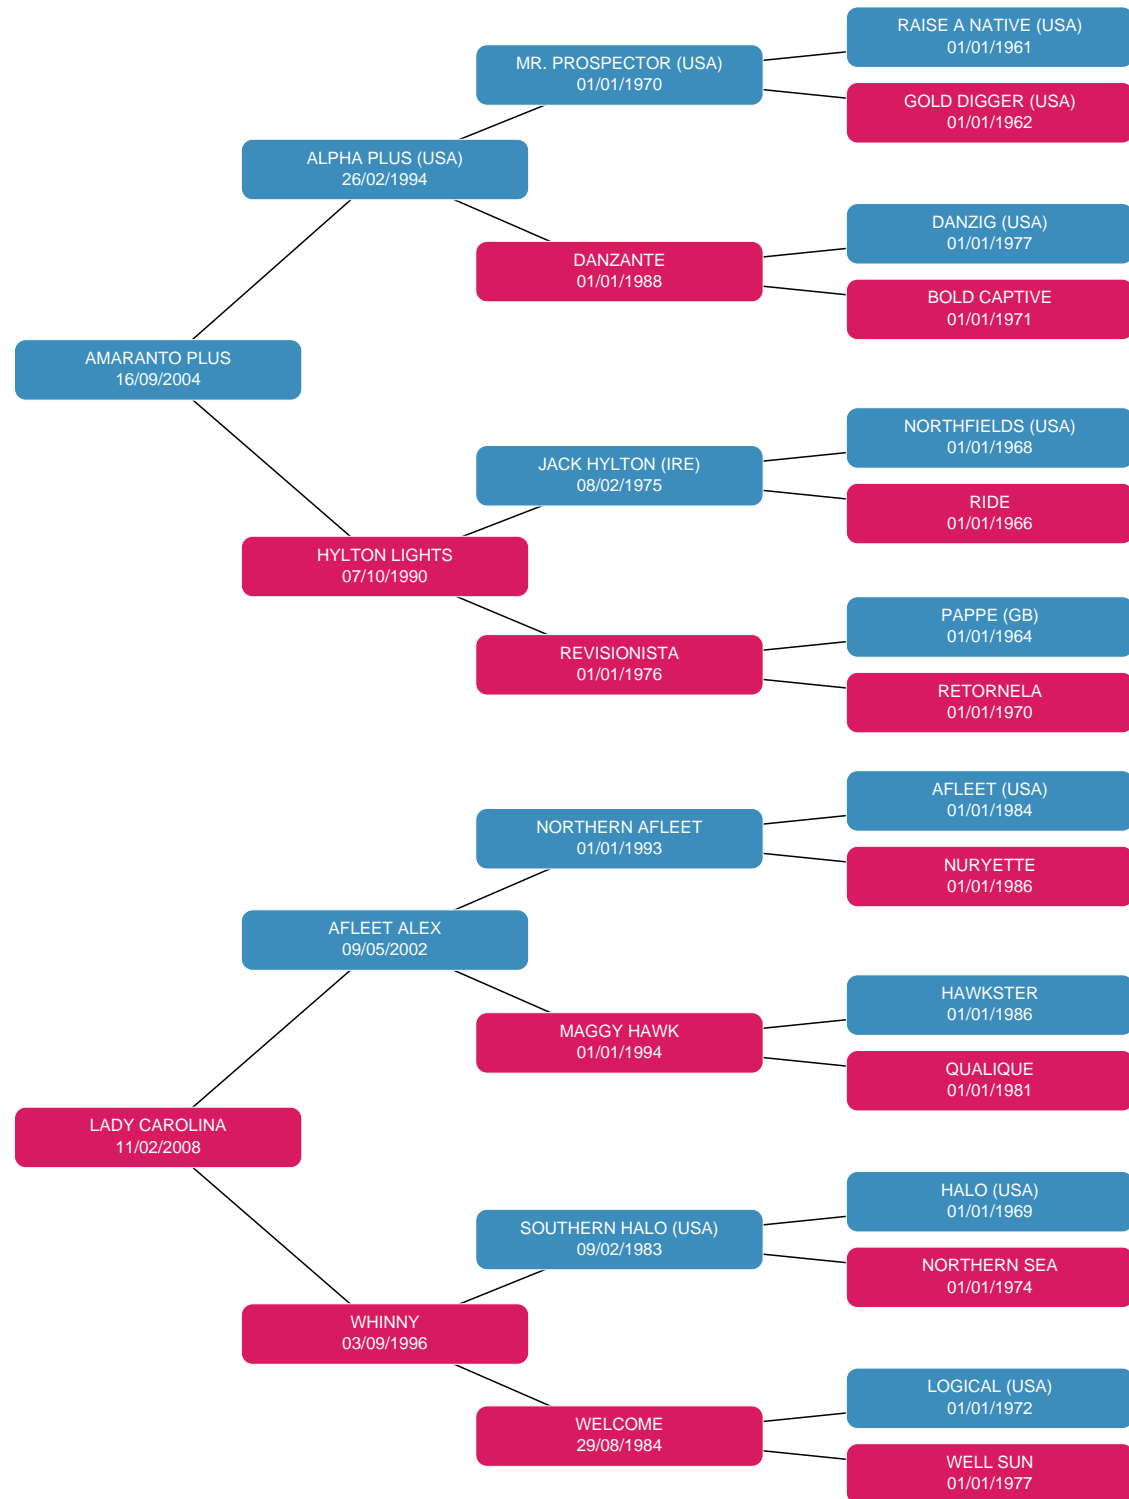 RAISE A NATIVE (USA)
01/01/1961
MR. PROSPECTOR (USA)
01/01/1970
GOLD DIGGER (USA)
01/01/1962
ALPHA PLUS (USA)
26/02/1994
DANZIG (USA)
01/01/1977
DANZANTE
01/01/1988
BOLD CAPTIVE
01/01/1971
AMARANTO PLUS
16/09/2004
NORTHFIELDS (USA)
01/01/1968
JACK HYLTON (IRE)
08/02/1975
RIDE
01/01/1966
HYLTON LIGHTS
07/10/1990
PAPPE (GB)
01/01/1964
REVISIONISTA
01/01/1976
RETORNELA
01/01/1970
AFLEET (USA)
01/01/1984
NORTHERN AFLEET
01/01/1993
NURYETTE
01/01/1986
AFLEET ALEX
09/05/2002
HAWKSTER
01/01/1986
MAGGY HAWK
01/01/1994
QUALIQUE
01/01/1981
LADY CAROLINA
11/02/2008
HALO (USA)
01/01/1969
SOUTHERN HALO (USA)
09/02/1983
NORTHERN SEA
01/01/1974
WHINNY
03/09/1996
LOGICAL (USA)
01/01/1972
WELCOME
29/08/1984
WELL SUN
01/01/1977